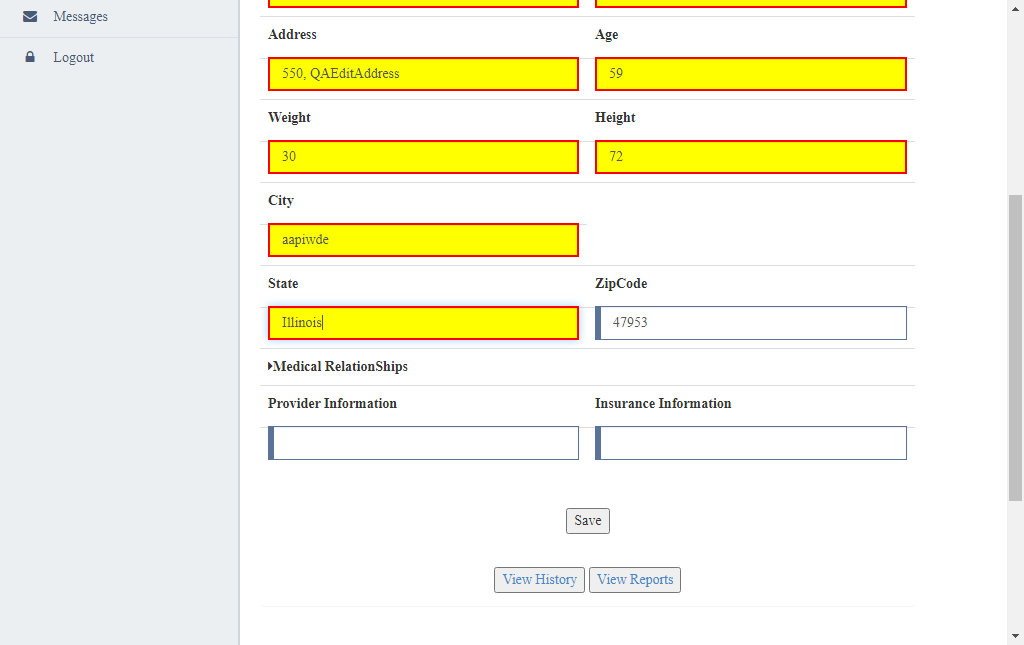 Messages
Logout
Address
Age
550, QAEditAddress
59
Weight
Height
30
72
City
aapiwde
State
ZipCode
Illinois
47953
Medical RelationShips
Provider Information
Insurance Information
Save
View History
View Reports